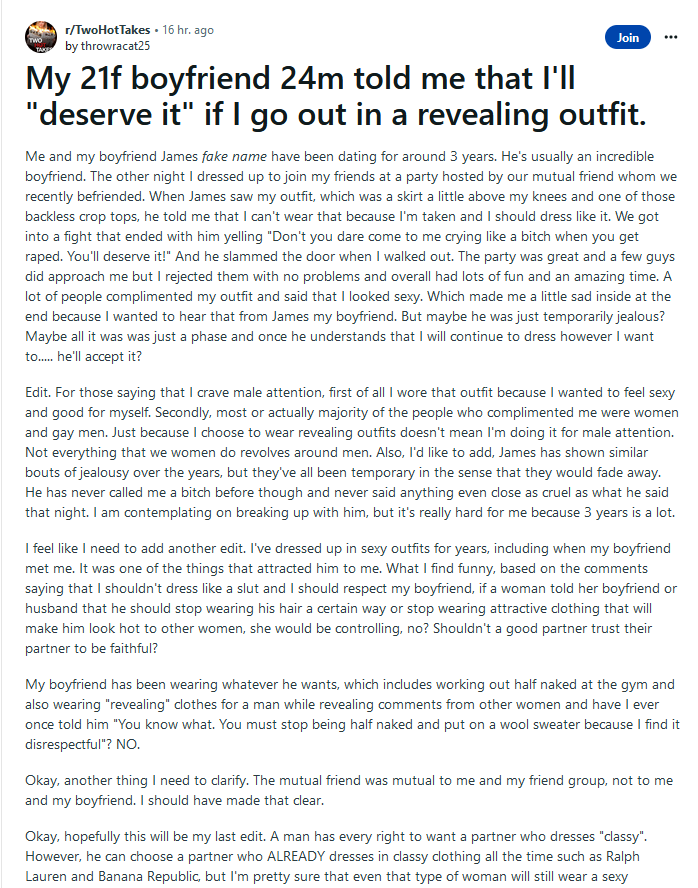 r/TwoHotTakes • 16 hr. ago
by throwracat25
Join
TWO
TAKES
My 21f boyfriend 24m told me that I'll
"deserve it" if I go out in a revealing outfit.
Me and my boyfriend James fake name have been dating for around 3 years. He's usually an incredible
boyfriend. The other night I dressed up to join my friends at a party hosted by our mutual friend whom we
recently befriended. When James saw my outfit, which was a skirt a little above my knees and one of those
backless crop tops, he told me that I can't wear that because I'm taken and I should dress like it. We got
into a fight that ended with him yelling "Don't you dare come to me crying like a bitch when you get
raped. You'll deserve it!" And he slammed the door when I walked out. The party was great and a few guys
did approach me but I rejected them with no problems and overall had lots of fun and an amazing time. A
lot of people complimented my outfit and said that I looked sexy. Which made me a little sad inside at the
end because I wanted to hear that from James my boyfriend. But maybe he was just temporarily jealous?
Maybe all it was was just a phase and once he understands that I will continue to dress however I want
to..... he'll accept it?
Edit. For those saying that I crave male attention, first of all I wore that outfit because I wanted to feel sexy
and good for myself. Secondly, most or actually majority of the people who complimented me were women
and gay men. Just because I choose to wear revealing outfits doesn't mean I'm doing it for male attention.
Not everything that we women do revolves around men. Also, I'd like to add, James has shown similar
bouts of jealousy over the years, but they've all been temporary in the sense that they would fade away.
He has never called me a bitch before though and never said anything even close as cruel as what he said
that night. I am contemplating on breaking up with him, but it's really hard for me because 3 years is a lot.
I feel like I need to add another edit. I've dressed up in sexy outfits for years, including when my boyfriend
met me. It was one of the things that attracted him to me. What I find funny, based on the comments
saying that I shouldn't dress like a slut and I should respect my boyfriend, if a woman told her boyfriend or
husband that he should stop wearing his hair a certain way or stop wearing attractive clothing that will
make him look hot to other women, she would be controlling, no? Shouldn't a good partner trust their
partner to be faithful?
My boyfriend has been wearing whatever he wants, which includes working out half naked at the gym and
also wearing "revealing" clothes for a man while revealing comments from other women and have I ever
once told him "You know what. You must stop being half naked and put on a wool sweater because I find it
disrespectful"? NO.
Okay, another thing I need to clarify. The mutual friend was mutual to me and my friend group, not to me
and my boyfriend. I should have made that clear.
Okay, hopefully this will be my last edit. A man has every right to want a partner who dresses "classy".
However, he can choose a partner who ALREADY dresses in classy clothing all the time such as Ralph
Lauren and Banana Republic, but I'm pretty sure that even that type of woman will still wear a sexy